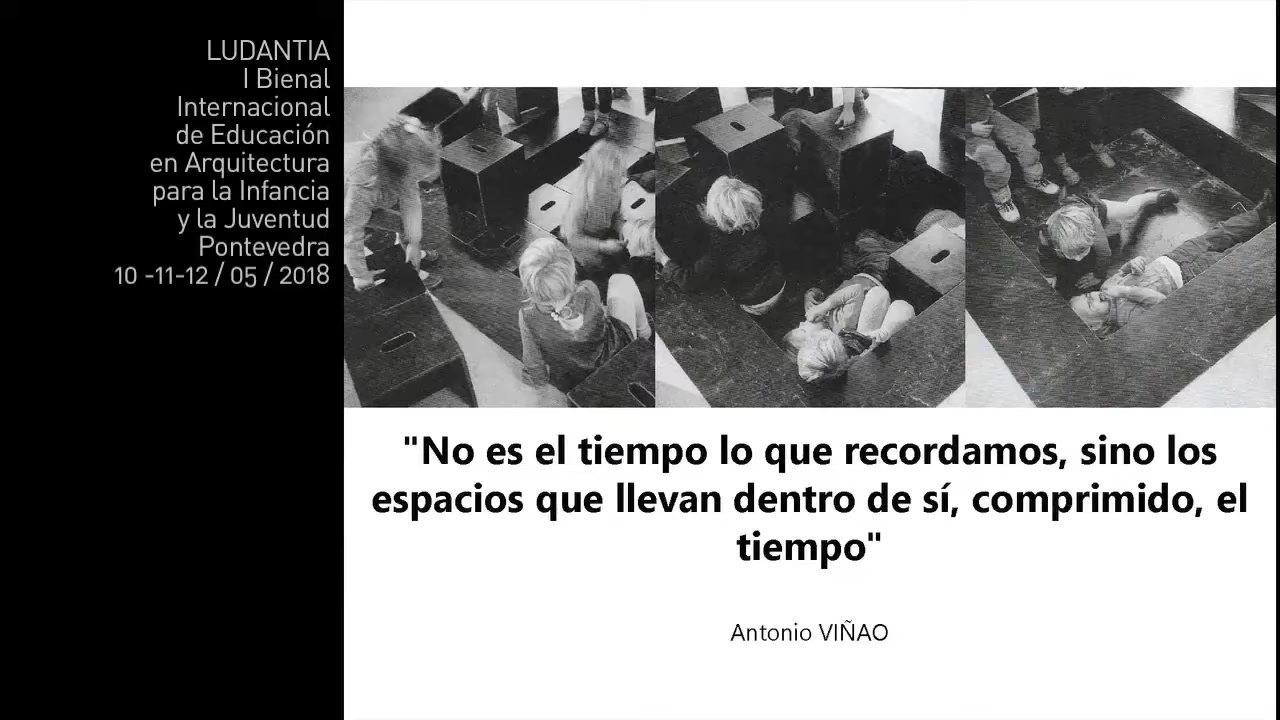 LUDANTIA
I Bienal
Internacional
de Educación
en Arquitectura
para la Infancia
y la Juventud
Pontevedra
10 -11-12 / 05 / 2018
"No es el tiempo lo que recordamos, sino los
espacios que llevan dentro de sí, comprimido, el
tiempo"
Antonio VIÑAO